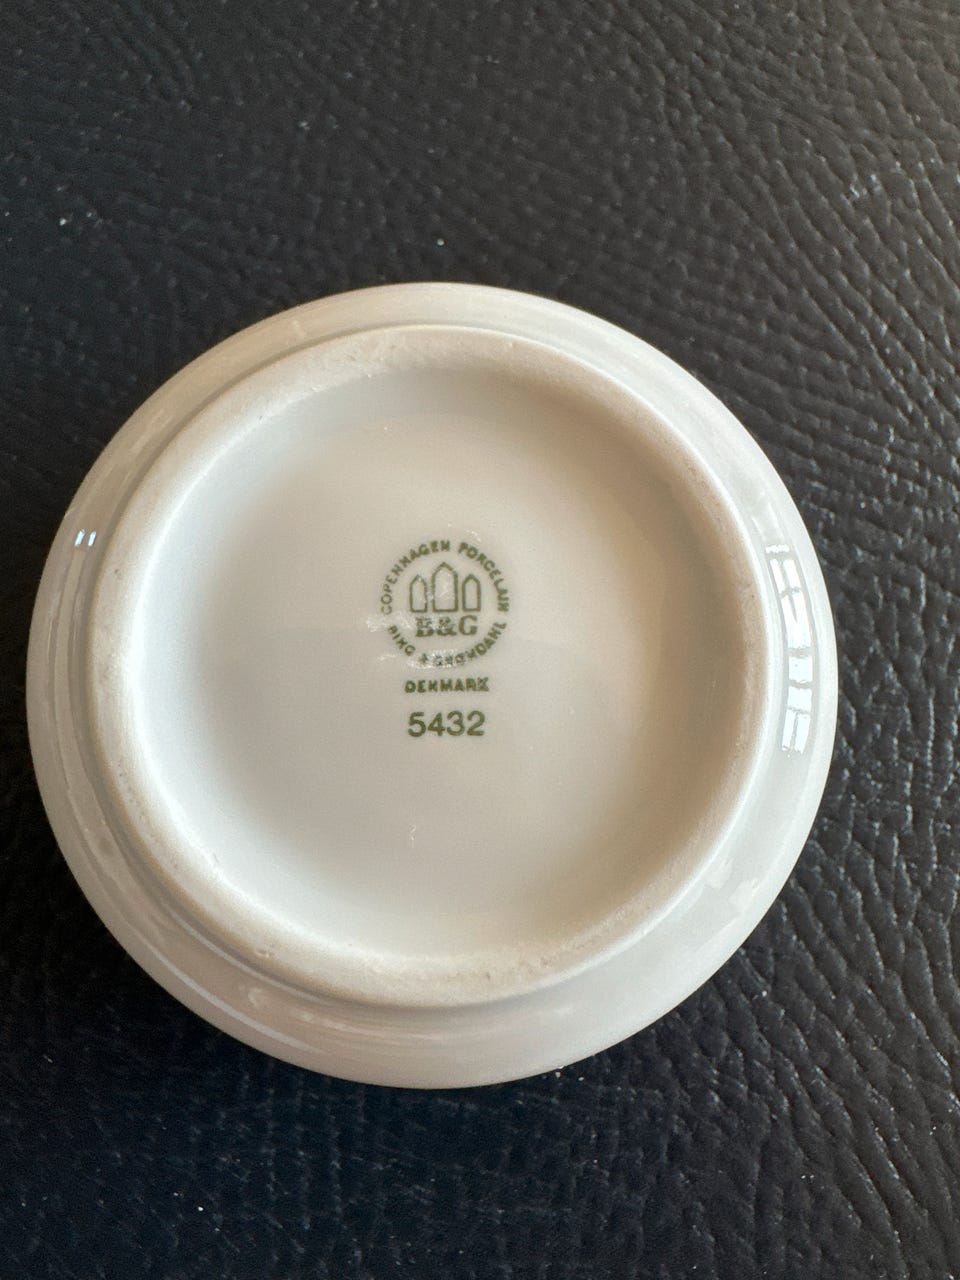 COPENHAGEN PORCELAIN
B&G
BING & GRØNDAHL
DENMARK
5432